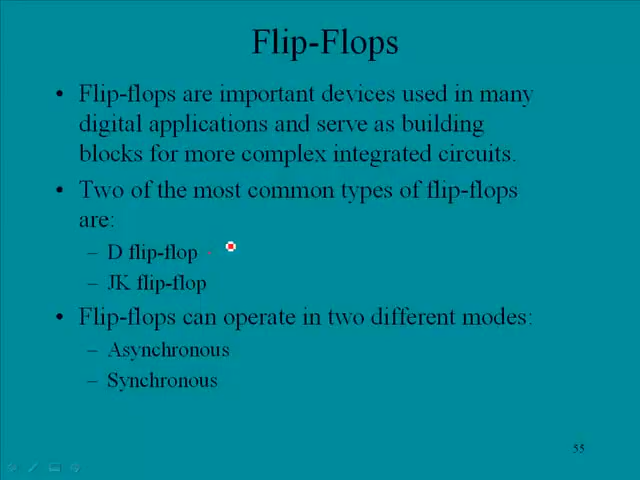 Flip-Flops
• Flip-flops are important devices used in many
digital applications and serve as building
blocks for more complex integrated circuits.
• Two of the most common types of flip-flops
are:
– D flip-flop
– JK flip-flop
• Flip-flops can operate in two different modes:
– Asynchronous
– Synchronous
55